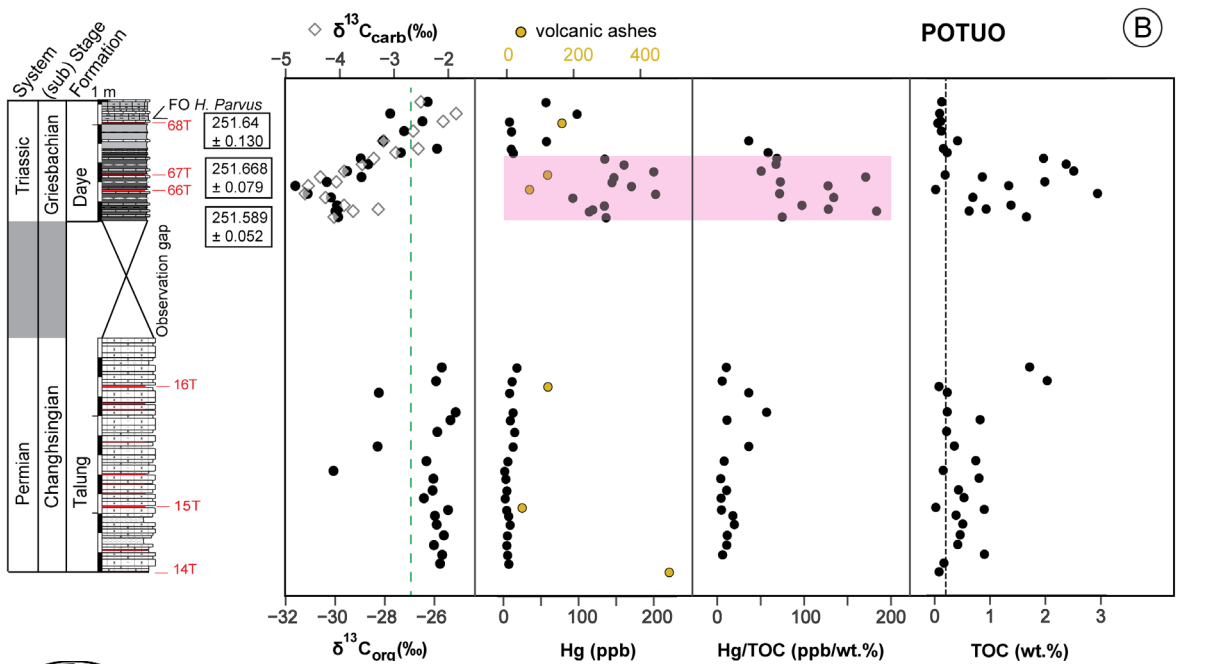 System
(sub) Stage
Formation
1 m
δ13Ccarb(‰)
−5
−4
−3
−2
volcanic ashes
0
200
400
POTUO
B
Triassic
Griesbachian
Daye
FO H. Parvus
68T
251.64
± 0.130
67T
66T
251.668
± 0.079
251.589
± 0.052
Observation gap
Permian
Changhsingian
Talung
16T
15T
14T
−32
−30
−28
−26
δ13Corg(‰)
0
100
200
Hg (ppb)
0
100
200
Hg/TOC (ppb/wt.%)
0
1
2
3
TOC (wt.%)